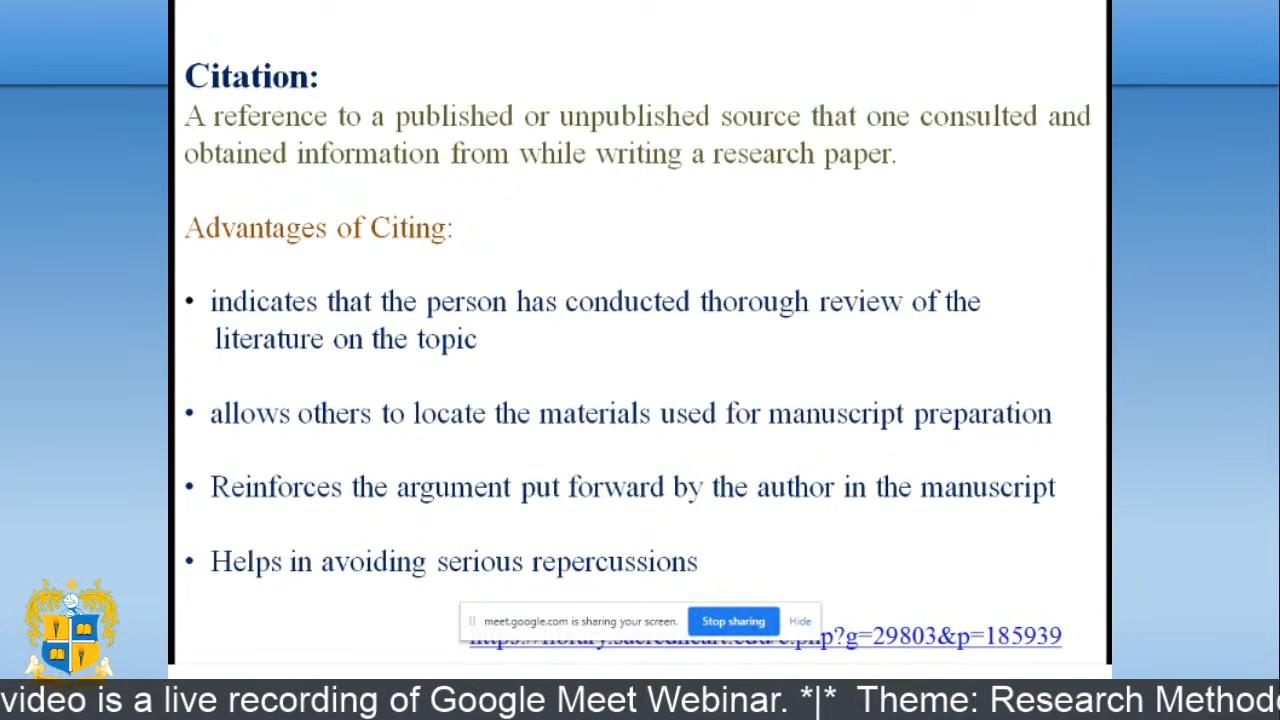 Citation:
A reference to a published or unpublished source that one consulted and
obtained information from while writing a research paper.
Advantages of Citing:
• indicates that the person has conducted thorough review of the
literature on the topic
• allows others to locate the materials used for manuscript preparation
• Reinforces the argument put forward by the author in the manuscript
• Helps in avoiding serious repercussions
meet.google.com is sharing your screen. Stop sharing Hide
?g=29803&p=185939
video is a live recording of Google Meet Webinar. *|* Theme: Research Method